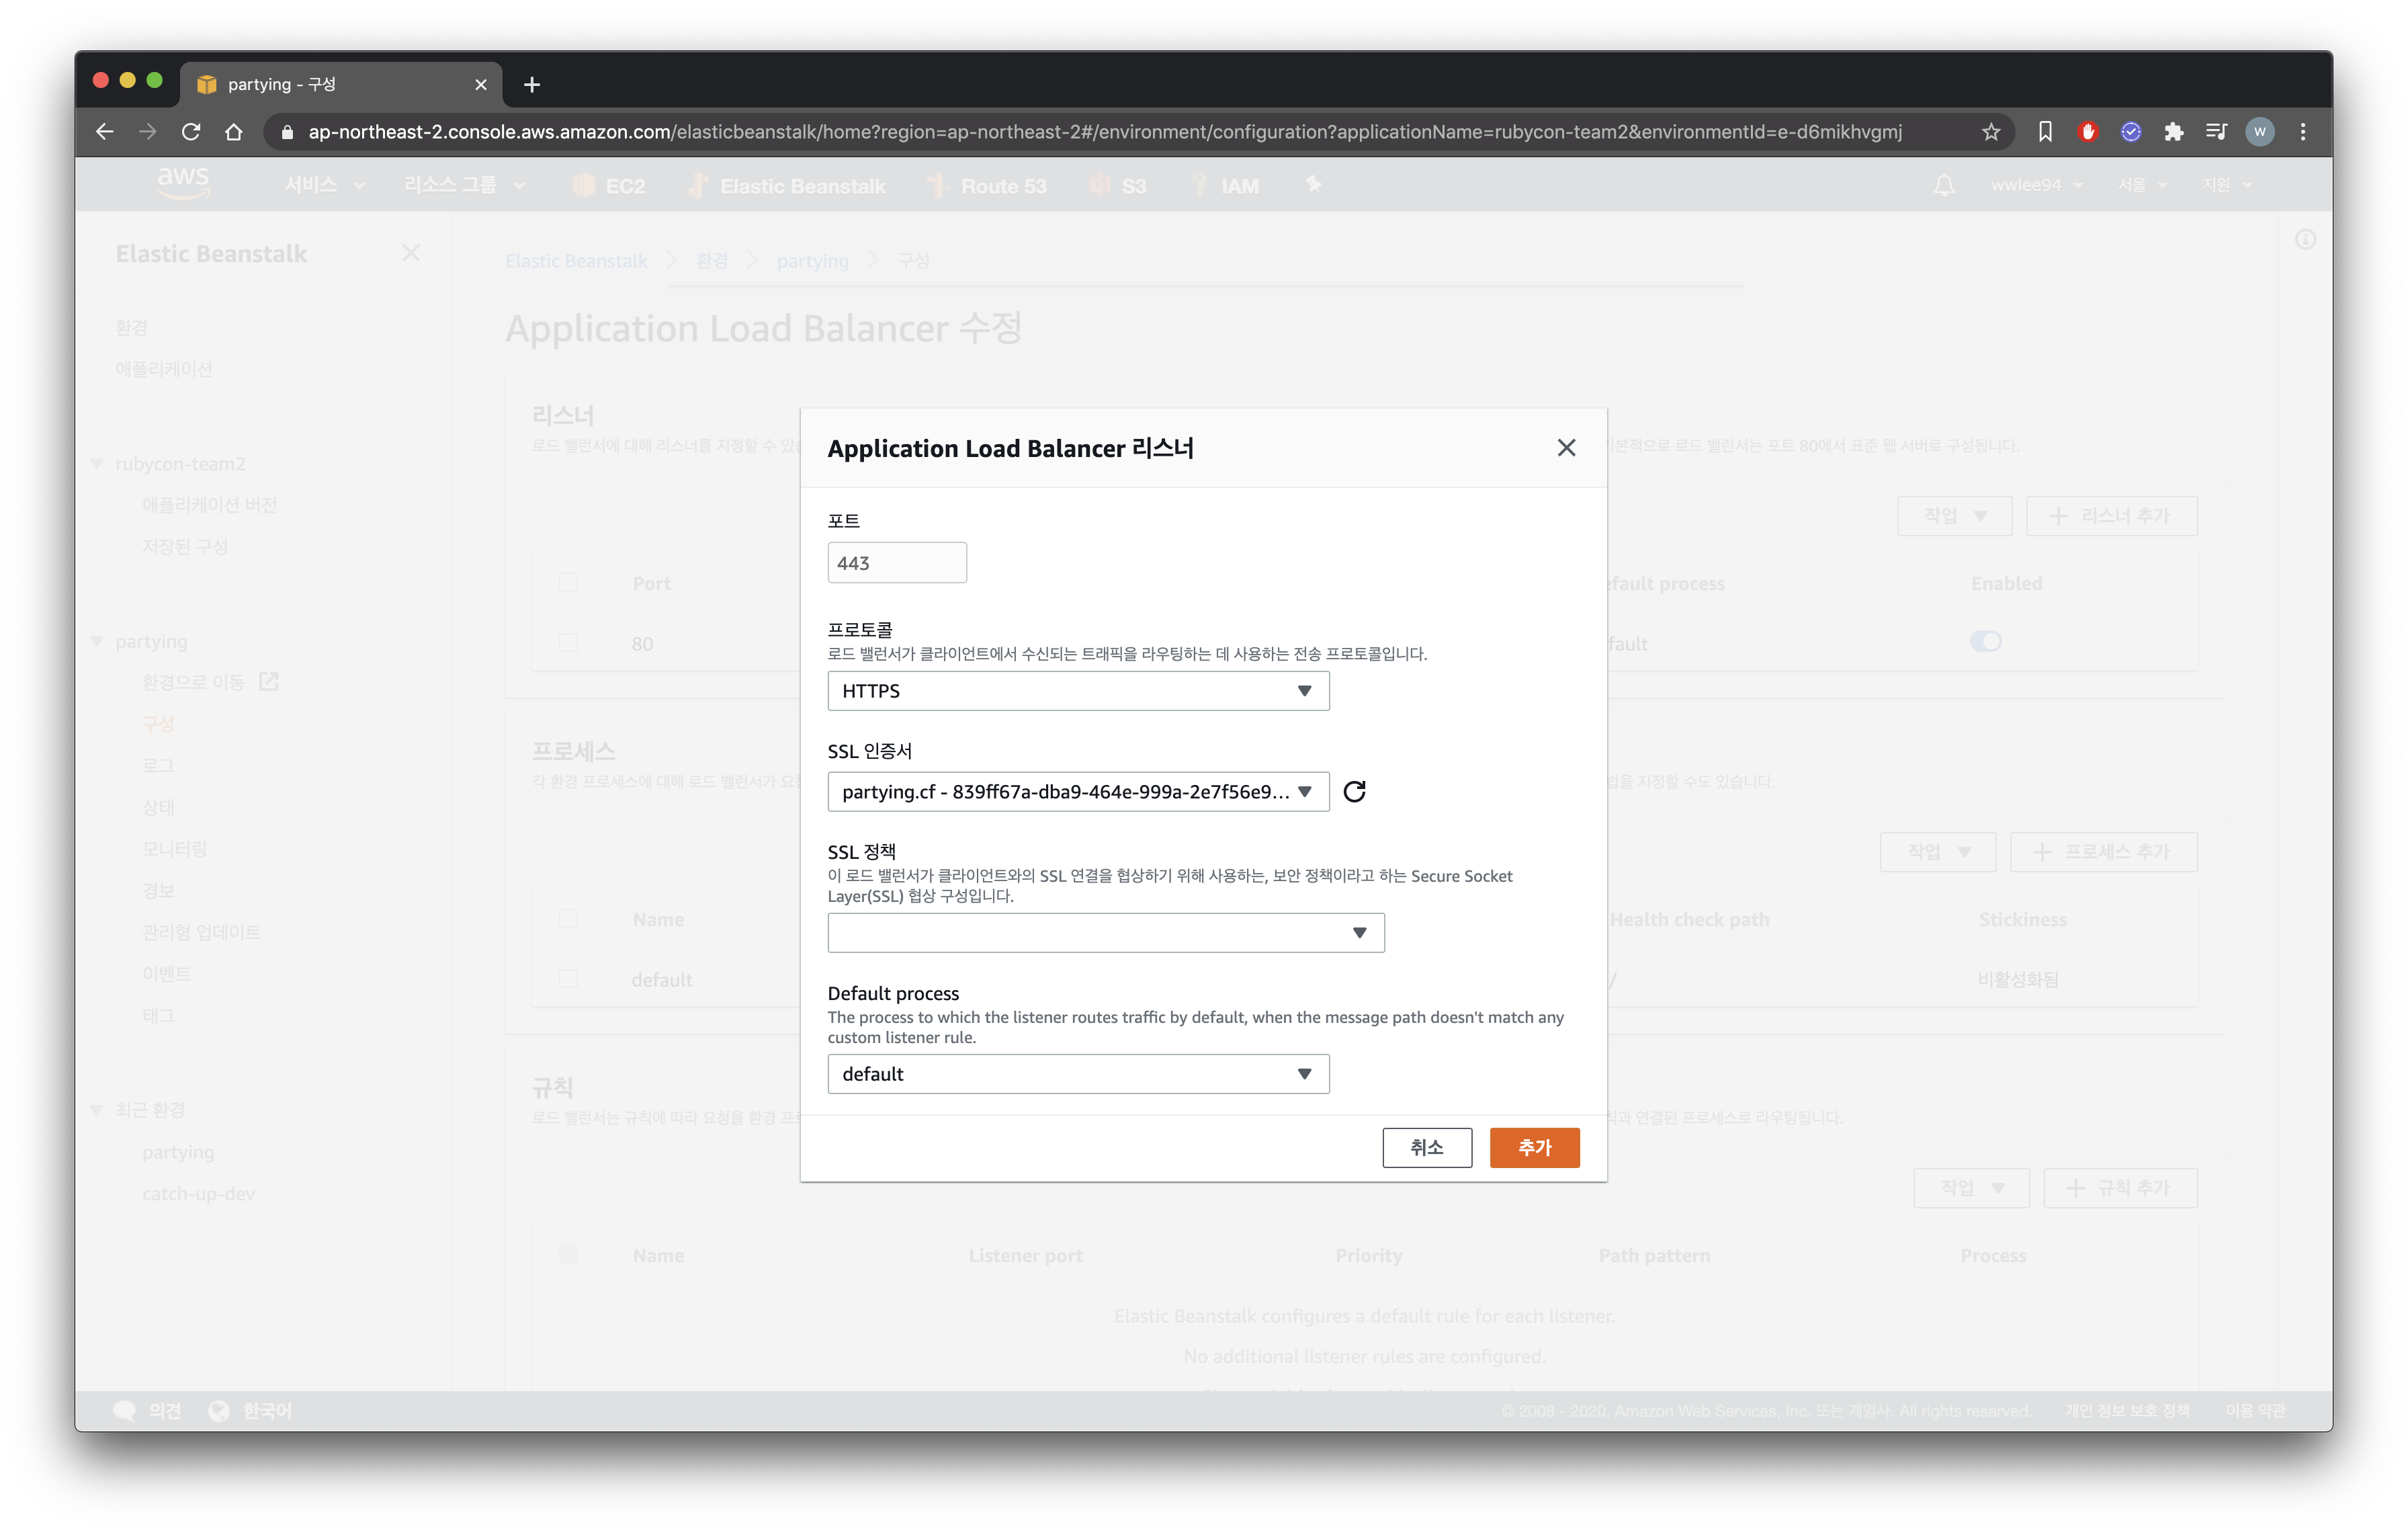 partying - 구성
ap-northeast-2.console.aws.amazon.com/elasticbeanstalk/home?region=ap-northeast-2#/environment/configuration?applicationName=rubycon-team2&environmentId=e-d6mikhvgmj
W
aws 서비스 리소스 그룹 EC2 Elastic Beanstalk Route 53 S3 IAM wwlee94 서울 지원
Elastic Beanstalk
환경
애플리케이션
rubycon-team2
애플리케이션 버전
저장된 구성
partying
환경으로 이동
구성
로그
상태
모니터링
경보
관리형 업데이트
이벤트
태그
최근 환경
partying
catch-up-dev
Elastic Beanstalk 환경 partying 구성
Application Load Balancer 수정
리스너
로드 밸런서에 대해 리스너를 지정할 수 있 기본적으로 로드 밸런서는 포트 80에서 표준 웹 서버로 구성됩니다.
작업 리스너 추가
Port efault process Enabled
80 fault
프로세스
각 환경 프로세스에 대해 로드 밸런서가 요 법을 지정할 수도 있습니다.
작업 프로세스 추가
Name Health check path Stickiness
default / 비활성화됨
규칙
로드 밸런서는 규칙에 따라 요청을 환경 프로 칙과 연결된 프로세스로 라우팅됩니다.
작업 규칙 추가
Name Listener port Priority Path pattern Process
Elastic Beanstalk configures a default rule for each listener.
No additional listener rules are configured.
Application Load Balancer 리스너
포트
443
프로토콜
로드 밸런서가 클라이언트에서 수신되는 트래픽을 라우팅하는 데 사용하는 전송 프로토콜입니다.
HTTPS
SSL 인증서
partying.cf - 839ff67a-dba9-464e-999a-2e7f56e9...
SSL 정책
이 로드 밸런서가 클라이언트와의 SSL 연결을 협상하기 위해 사용하는, 보안 정책이라고 하는 Secure Socket
Layer(SSL) 협상 구성입니다.
Default process
The process to which the listener routes traffic by default, when the message path doesn't match any
custom listener rule.
default
취소 추가
의견 한국어 © 2008 - 2020, Amazon Web Services, Inc. 또는 계열사. All rights reserved. 개인 정보 보호 정책 이용 약관